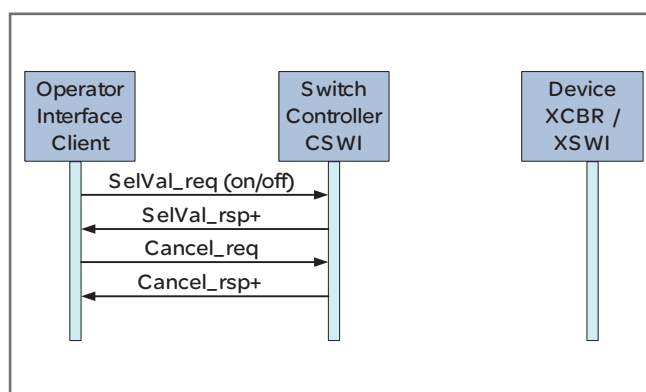 Operator
Interface
Client
Switch
Controller
CSWI
Device
XCBR /
XSWI
SelVal_req (on/off)
SelVal_rsp+
Cancel_req
Cancel_rsp+